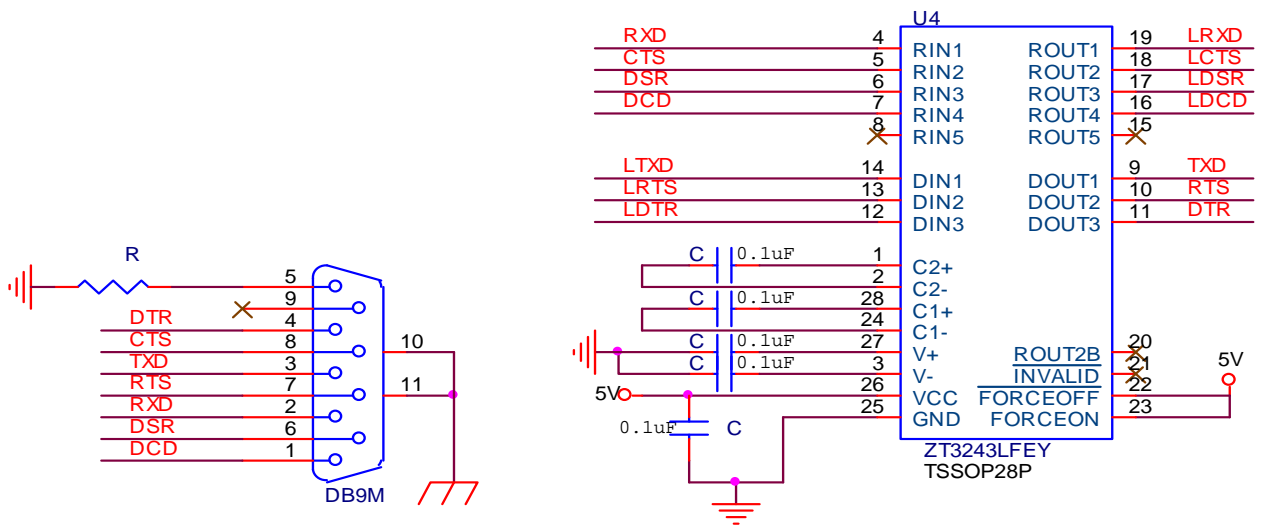 U4
RXD 4 RIN1 ROUT1 19 LRXD
CTS 5 RIN2 ROUT2 18 LCTS
DSR 6 RIN3 ROUT3 17 LDSR
DCD 7 RIN4 ROUT4 16 LDCD
8 RIN5 ROUT5 15
LTXD 14 DIN1 DOUT1 9 TXD
LRTS 13 DIN2 DOUT2 10 RTS
LDTR 12 DIN3 DOUT3 11 DTR
C 0.1uF 1 C2+
2 C2-
C 0.1uF 28 C1+
24 C1-
C 0.1uF 27 V+ ROUT2B 20
C 0.1uF 3 V- INVALID 21
5V 26 VCC FORCEOFF 22 5V
25 GND FORCEON 23
0.1uF C
ZT3243LFEY
TSSOP28P
R
5
9
DTR 4
CTS 8 10
TXD 3
RTS 7 11
RXD 2
DSR 6
DCD 1
DB9M